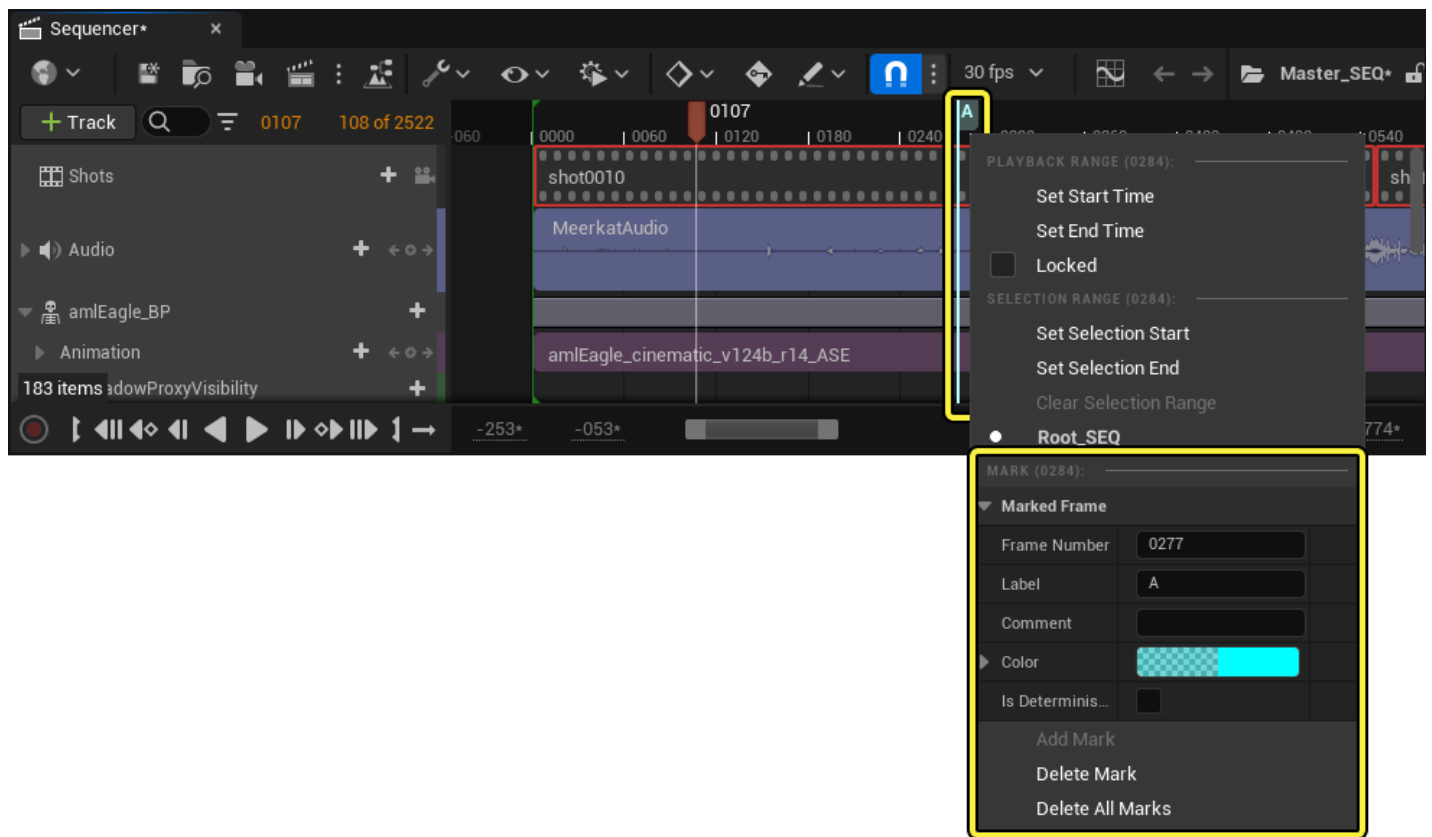 Sequencer*
30 fps
Master_SEQ*
Track
0107
108 of 2522
0107
-060
0000
0060
0120
0180
0240
0540
A
Shots
shot0010
Audio
MeerkatAudio
amlEagle_BP
Animation
amlEagle_cinematic_v124b_r14_ASE
183 items
adowProxyVisibility
-253*
-053*
774*
PLAYBACK RANGE (0284):
Set Start Time
Set End Time
Locked
SELECTION RANGE (0284):
Set Selection Start
Set Selection End
Clear Selection Range
Root_SEQ
MARK (0284):
Marked Frame
Frame Number
0277
Label
A
Comment
Color
Is Determinis...
Add Mark
Delete Mark
Delete All Marks